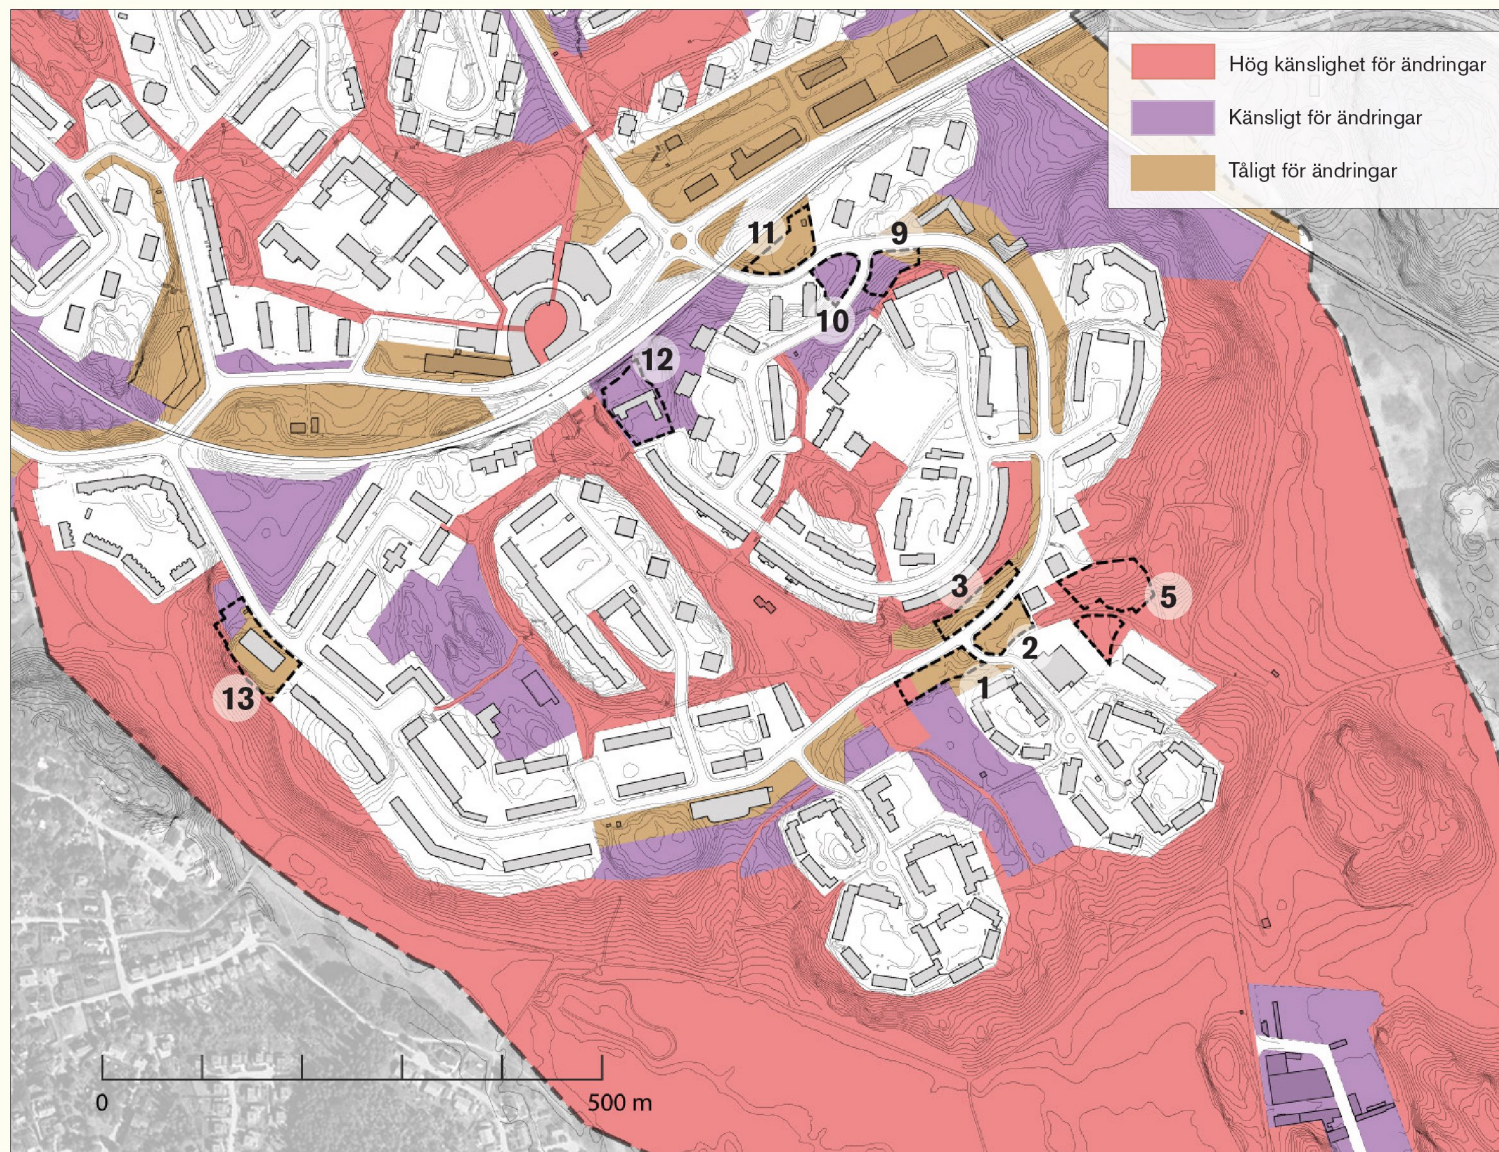 Hög känslighet för ändringar
Känsligt för ändringar
Tåligt för ändringar
11
9
10
12
3
5
2
1
13
0
500 m